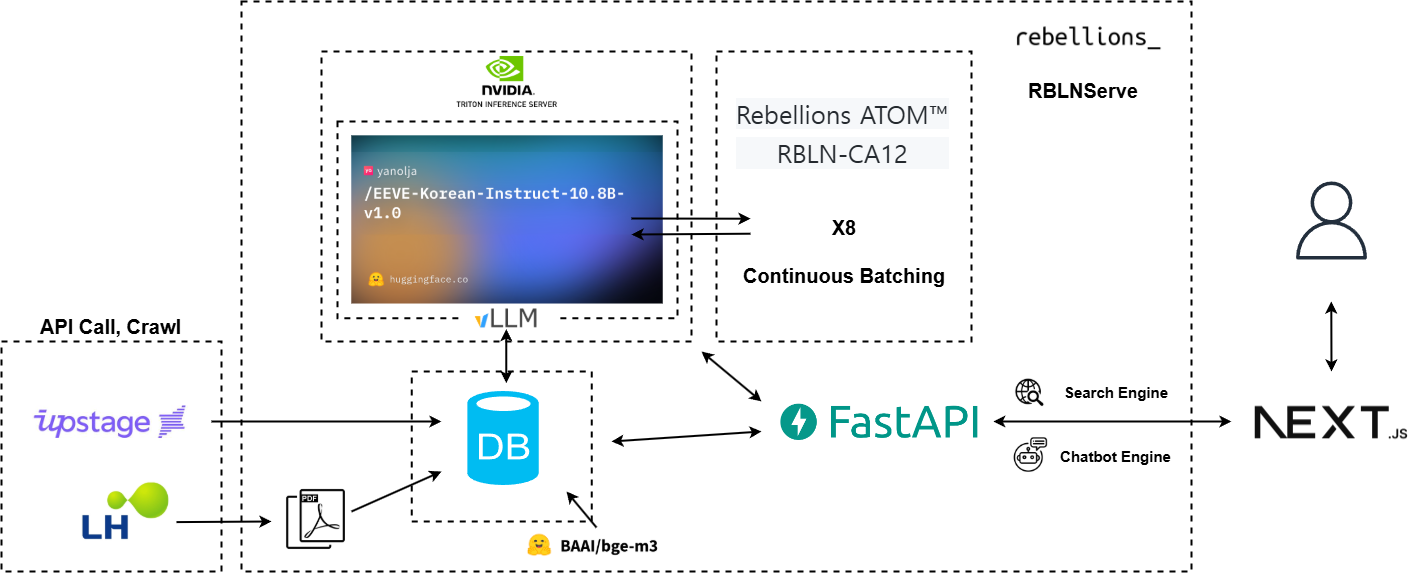 rebellions_
RBLNServe
NVIDIA.
TRITON INFERENCE SERVER
yanolja
/EEVE-Korean-Instruct-10.8B-
v1.0
huggingface.co
vLLM
Rebellions ATOM™
RBLN-CA12
X8
Continuous Batching
API Call, Crawl
upstage
LH
PDF
DB
BAAI/bge-m3
FastAPI
Search Engine
Chatbot Engine
NEXT.JS